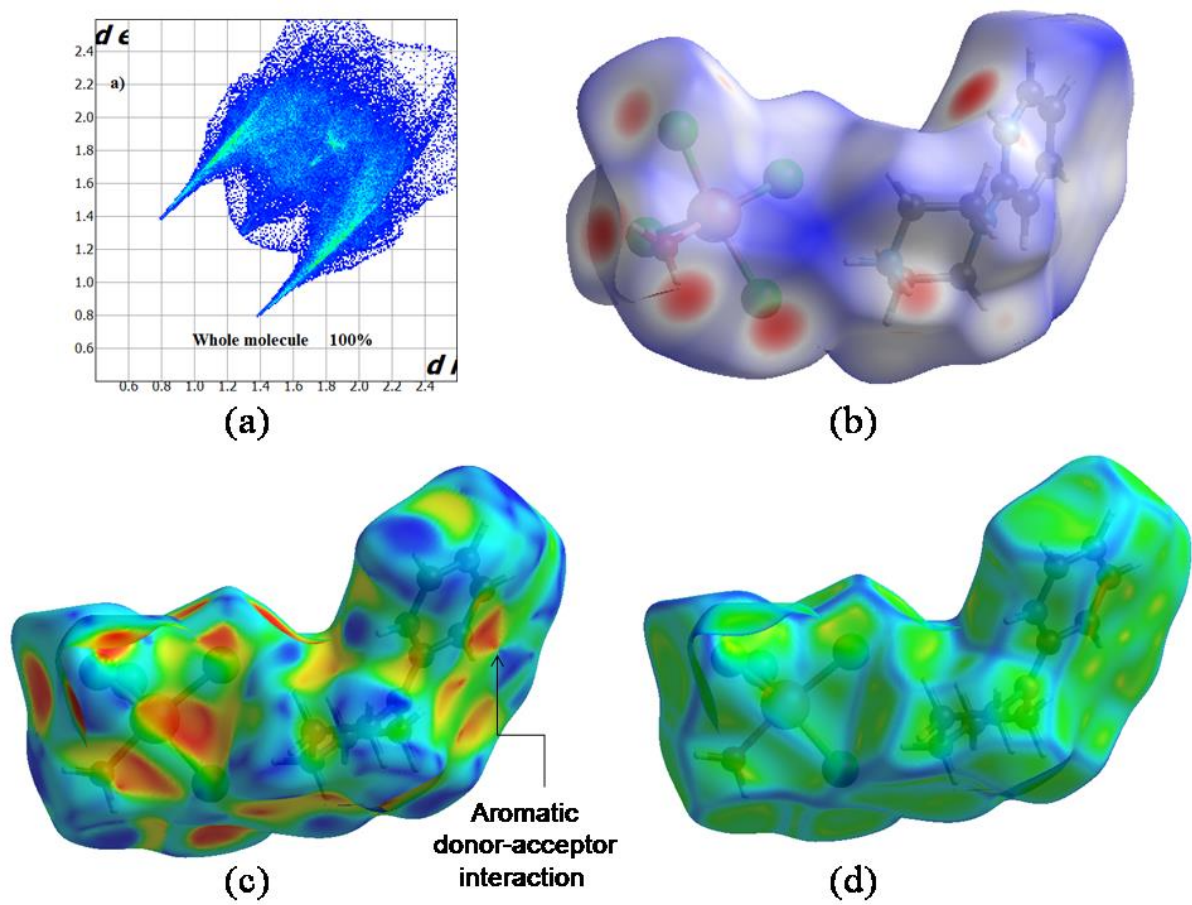 d e
2.4
a)
2.2
2.0
1.8
1.6
1.4
1.2
1.0
0.8
0.6
Whole molecule 100%
d i
0.6 0.8 1.0 1.2 1.4 1.6 1.8 2.0 2.2 2.4
(a)
(b)
Aromatic
donor-acceptor
interaction
(c)
(d)